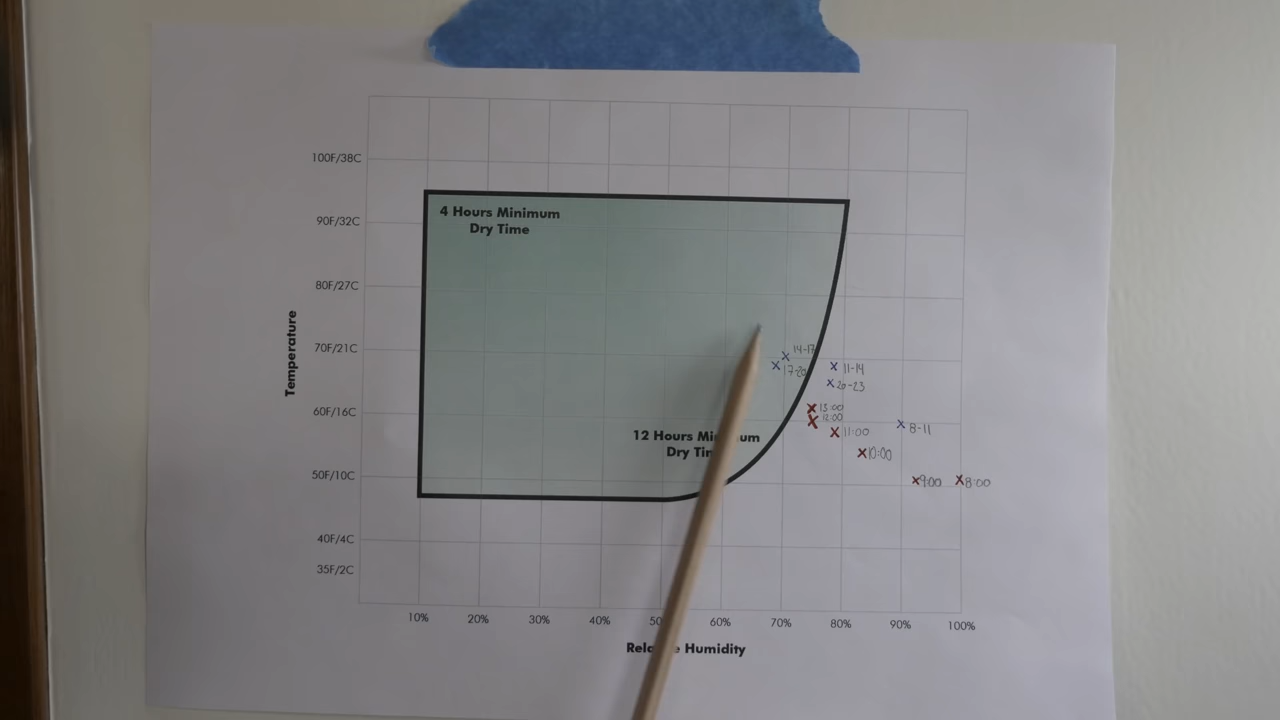 100F/38C
4 Hours Minimum
Dry Time
90F/32C
80F/27C
Temperature
70F/21C
14-17
17-20
11-14
20-23
60F/16C
13:00
12:00
11:00
8-11
12 Hours
Dry
10:00
50F/10C
9:00
8:00
40F/4C
35F/2C
10% 20% 30% 40% 60% 70% 80% 90% 100%
Humidity